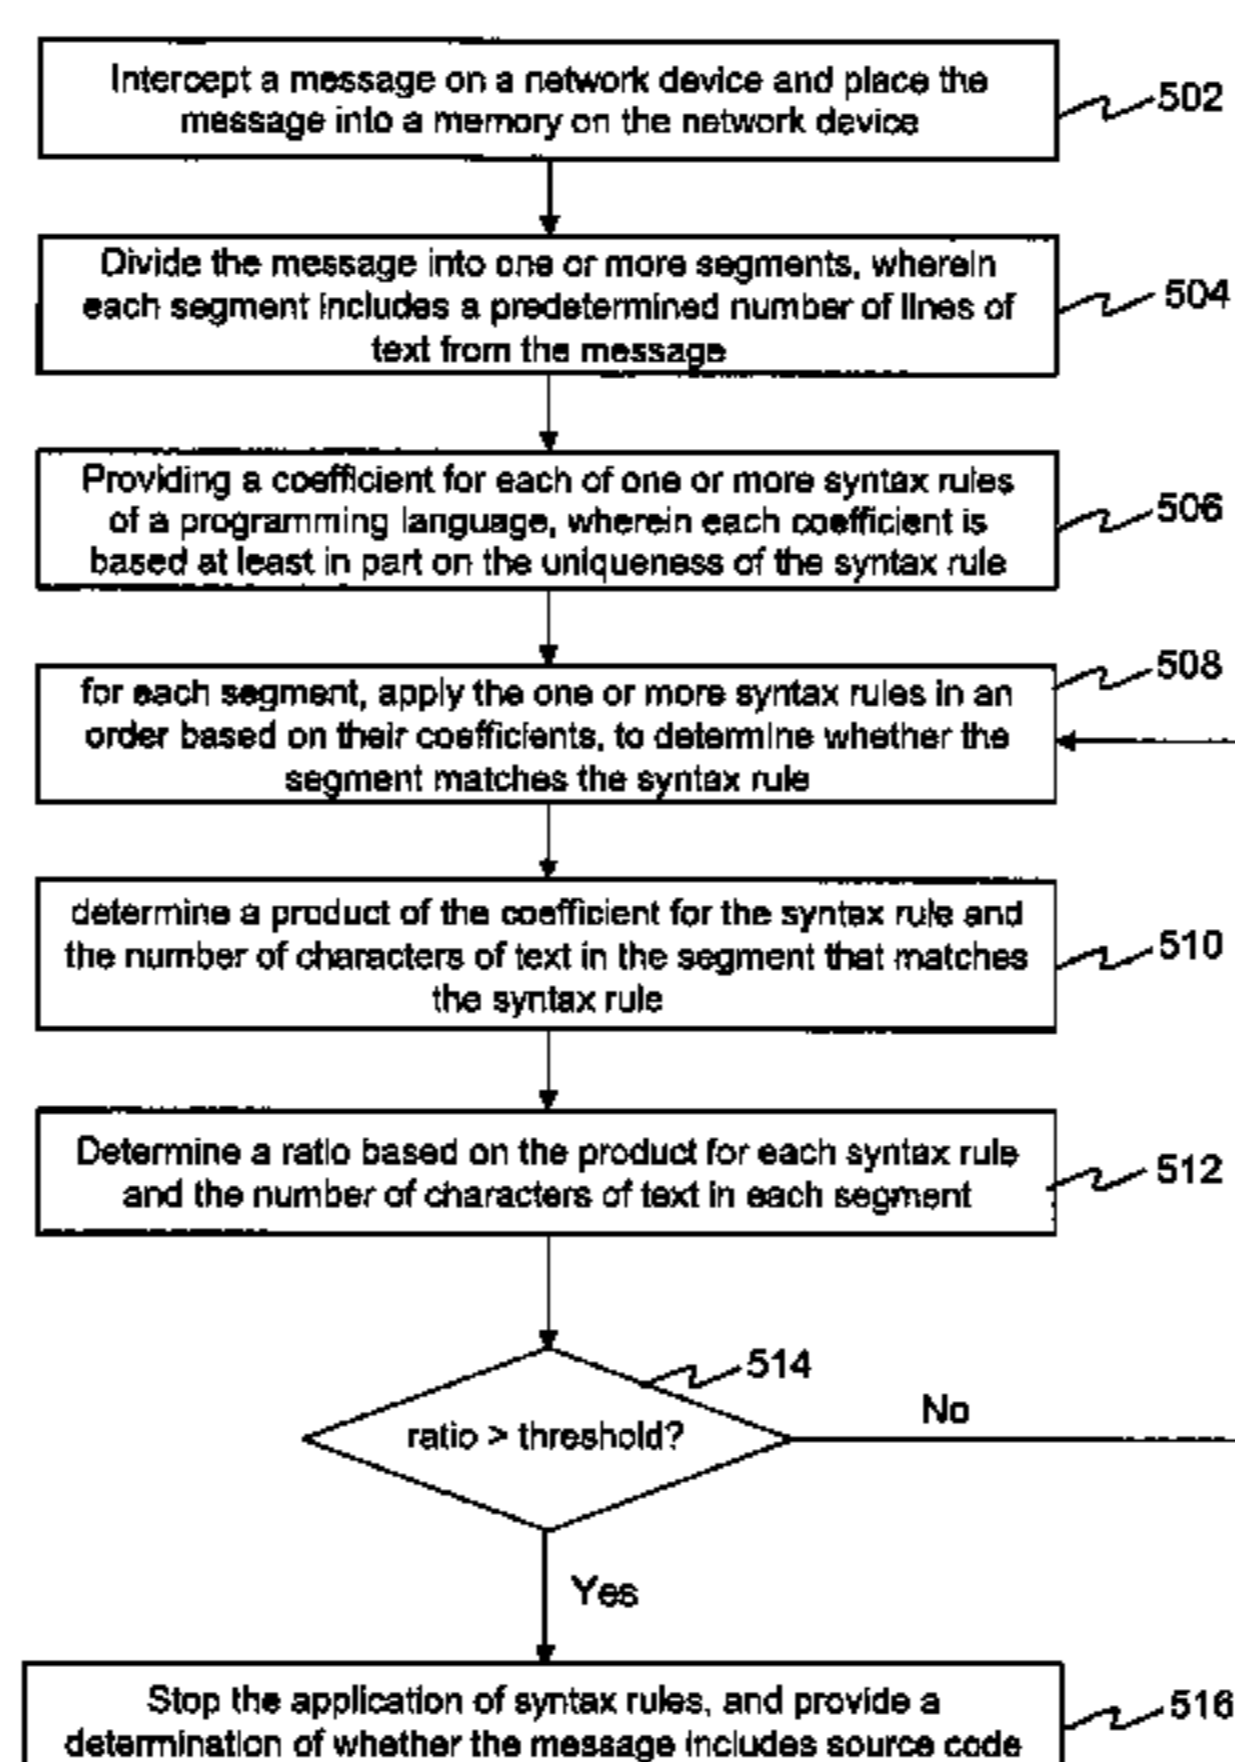 Intercept a message on a network device and place the
message into a memory on the network device
502
Divide the message into one or more segments, wherein
each segment includes a predetermined number of lines of
text from the message
504
Providing a coefficient for each of one or more syntax rules
of a programming language, wherein each coefficient is
based at least in part on the uniqueness of the syntax rule
506
for each segment, apply the one or more syntax rules in an
order based on their coefficients, to determine whether the
segment matches the syntax rule
508
determine a product of the coefficient for the syntax rule and
the number of characters of text in the segment that matches
the syntax rule
510
Determine a ratio based on the product for each syntax rule
and the number of characters of text in each segment
512
514
ratio > threshold?
No
Yes
Stop the application of syntax rules, and provide a
determination of whether the message includes source code
516